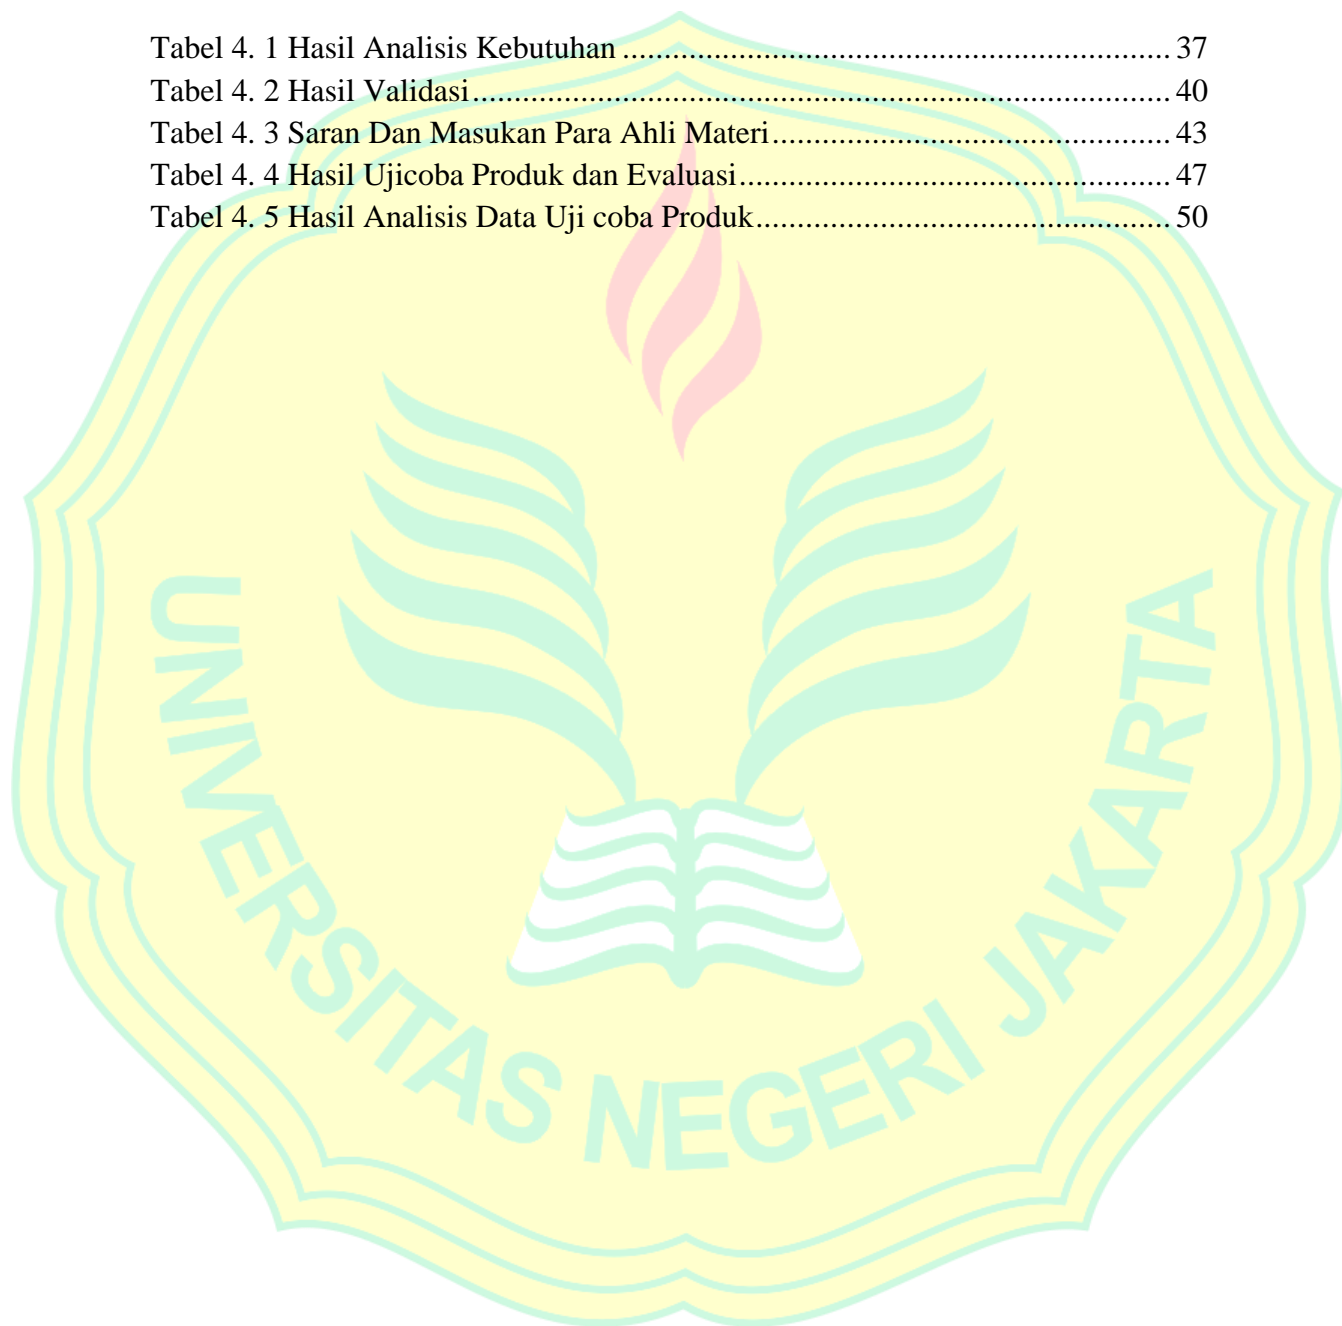 Tabel 4. 1 Hasil Analisis Kebutuhan .................................................................. 37
Tabel 4. 2 Hasil Validasi.................................................................................... 40
Tabel 4. 3 Saran Dan Masukan Para Ahli Materi................................................ 43
Tabel 4. 4 Hasil Ujicoba Produk dan Evaluasi.................................................... 47
Tabel 4. 5 Hasil Analisis Data Uji coba Produk.................................................. 50
UNIVERSITAS NEGERI JAKARTA